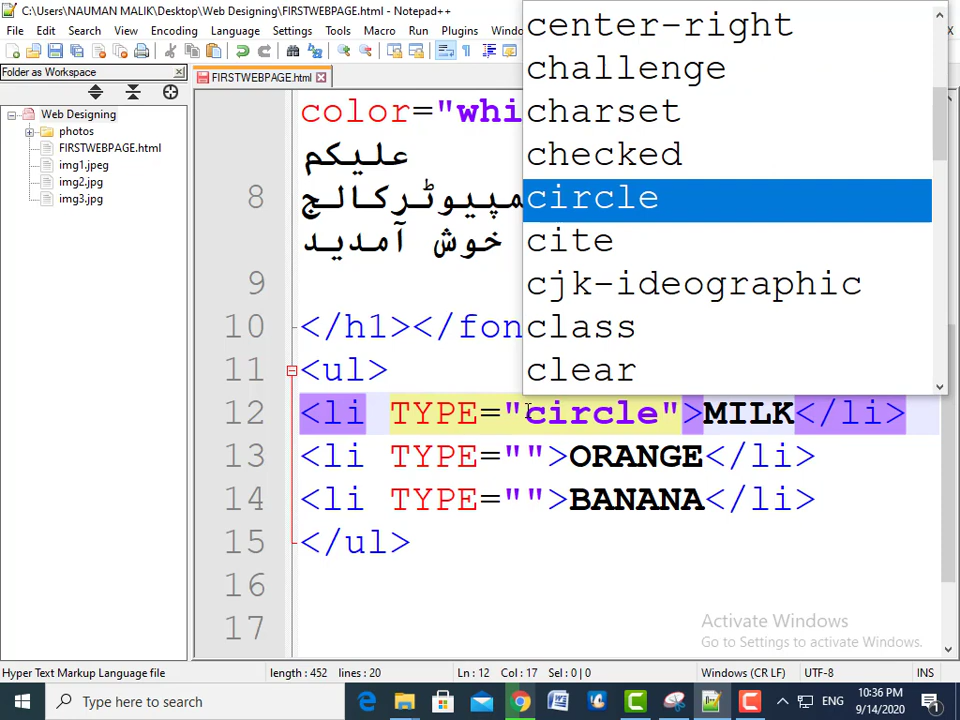 C:\Users\NAUMAN MALIK\Desktop\Web Designing\FIRSTWEBPAGE.html - Notepad++
File Edit Search View Encoding Language Settings Tools Macro Run Plugins Windo
Folder as Workspace
FIRSTWEBPAGE.html
Web Designing
photos
FIRSTWEBPAGE.html
img1.jpeg
img2.jpg
img3.jpg
color="whi
علیکم
8 مپیوٹرکالج
خوش آمدید
9
10 </h1></fon
11 <ul>
12 <li TYPE="circle">MILK</li>
13 <li TYPE="">ORANGE</li>
14 <li TYPE="">BANANA</li>
15 </ul>
16
17
center-right
challenge
charset
checked
circle
cite
cjk-ideographic
class
clear
Activate Windows
Go to Settings to activate Windows.
Hyper Text Markup Language file length : 452 lines : 20 Ln : 12 Col : 17 Sel : 0 | 0 Windows (CR LF) UTF-8 INS
Type here to search
ENG
10:36 PM
9/14/2020
1